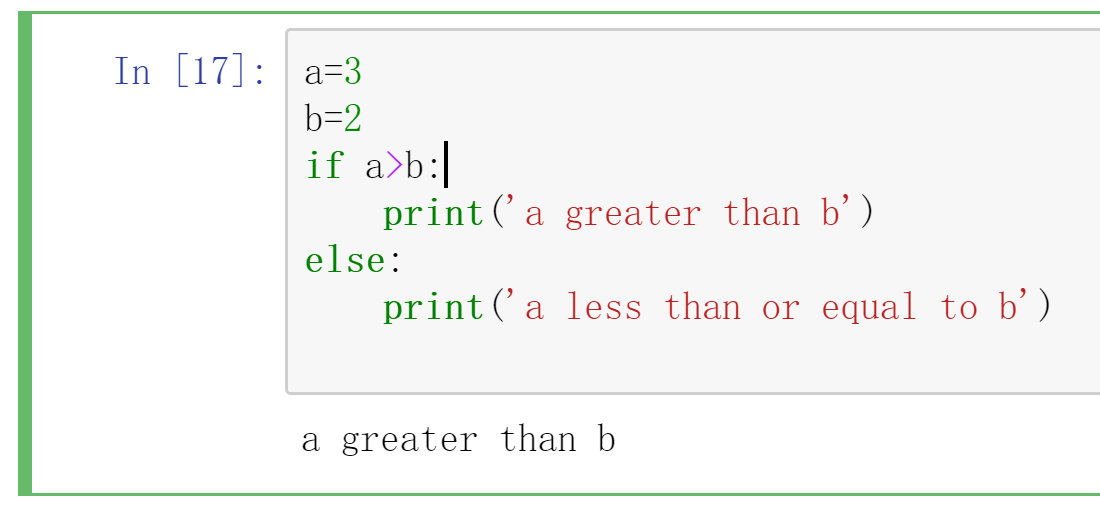 In [17]:
a=3
b=2
if a>b:
    print('a greater than b')
else:
    print('a less than or equal to b')
a greater than b